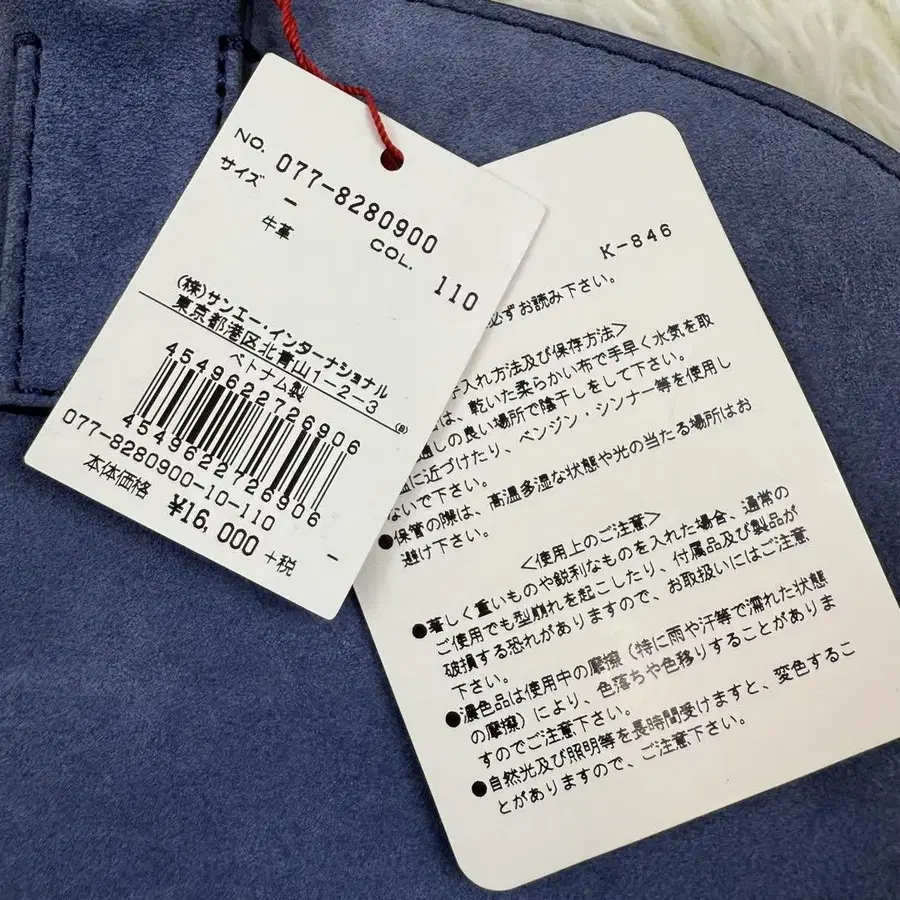 NO. 077-8280900
サイズ -
牛革 COL. 110
(株)サンエー・インターナショナル
東京都港区北青山1-2-3
ベトナム製
®
4549622726906
4549622726906
077-8280900-10-110
本体価格
¥16,000 +税
-
K-846
必ずお読み下さい。
入れ方法及び保存方法>
は、乾いた柔らかい布で手早く水気を取
通しの良い場所で陰干しをして下さい。
に近づけたり、ベンジン・シンナー等を使用し
ないで下さい。
●保管の際は、高温多湿な状態や光の当たる場所はお
避け下さい。
<使用上のご注意>
●著しく重いものや鋭利なものを入れた場合、通常の
ご使用でも型崩れを起こしたり、付属品及び製品が
破損する恐れがありますので、お取扱いにはご注意
下さい。
●濃色品は使用中の摩擦（特に雨や汗等で濡れた状態
の摩擦）により、色落ちや色移りすることがありま
すのでご注意下さい。
●自然光及び照明等を長時間受けますと、変色するこ
とがありますので、ご注意下さい。